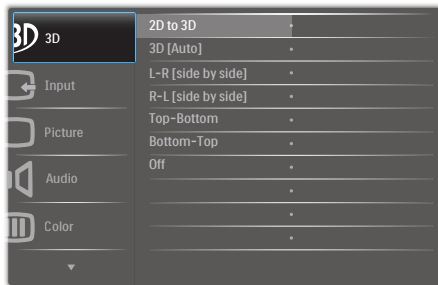 3D 3D
Input
Picture
Audio
Color
2D to 3D
3D [Auto]
L-R [side by side]
R-L [side by side]
Top-Bottom
Bottom-Top
Off